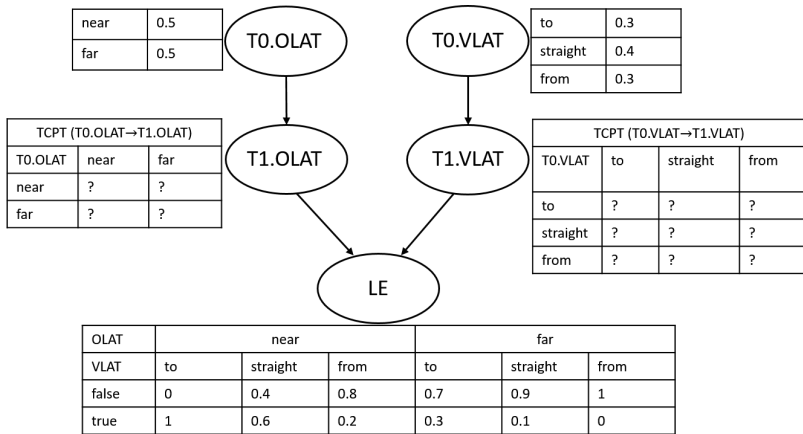 near 0.5
far 0.5
T0.OLAT
T0.VLAT
to 0.3
straight 0.4
from 0.3
TCPT (T0.OLAT→T1.OLAT)
T0.OLAT near far
near ? ?
far ? ?
T1.OLAT
T1.VLAT
TCPT (T0.VLAT→T1.VLAT)
T0.VLAT to straight from
to ? ? ?
straight ? ? ?
from ? ? ?
LE
OLAT near far
VLAT to straight from to straight from
false 0 0.4 0.8 0.7 0.9 1
true 1 0.6 0.2 0.3 0.1 0